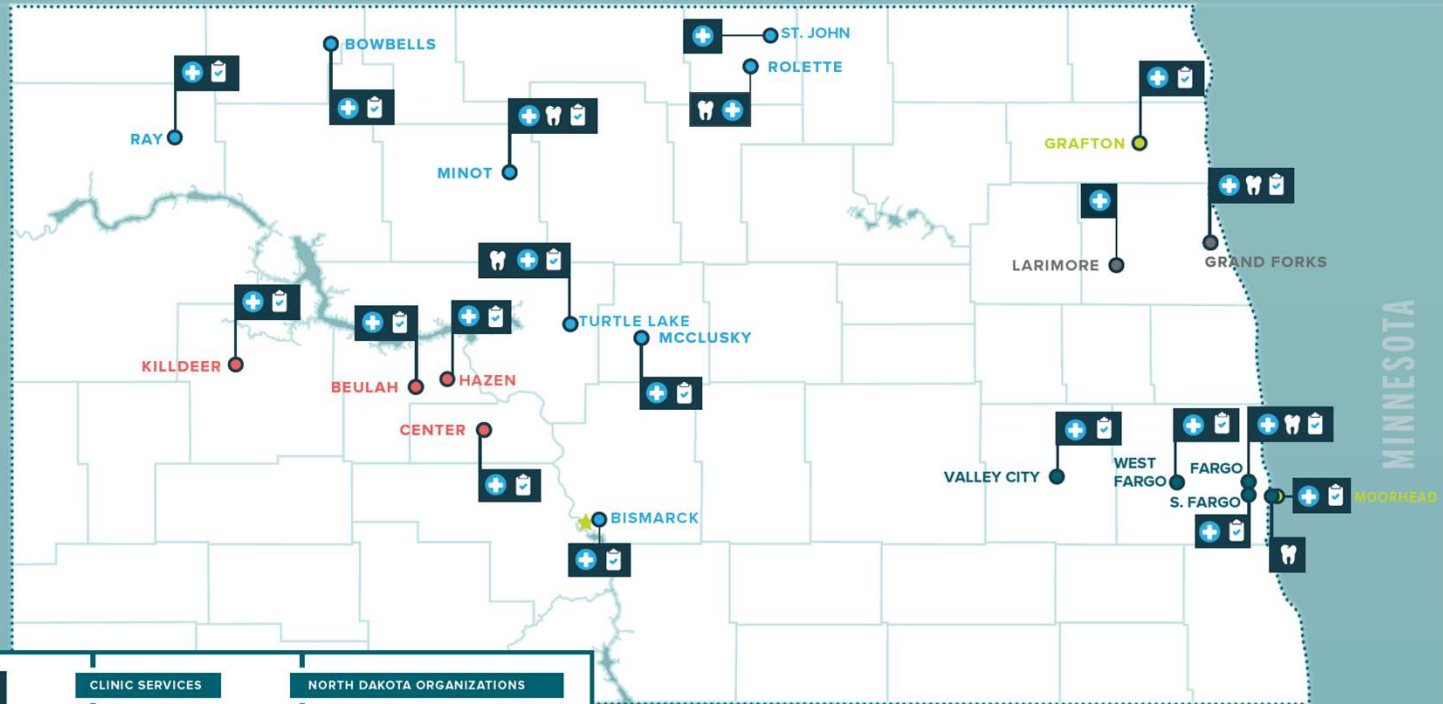 ST. JOHN
BOWBELLS
ROLETTE
RAY
GRAFTON
MINOT
LARIMORE
GRAND FORKS
MINNESOTA
TURTLE LAKE
MCCLUSKY
KILLDEER
BEULAH
HAZEN
CENTER
VALLEY CITY
WEST
FARGO
FARGO
S. FARGO
MOORHEAD
BISMARCK
CLINIC SERVICES
NORTH DAKOTA ORGANIZATIONS